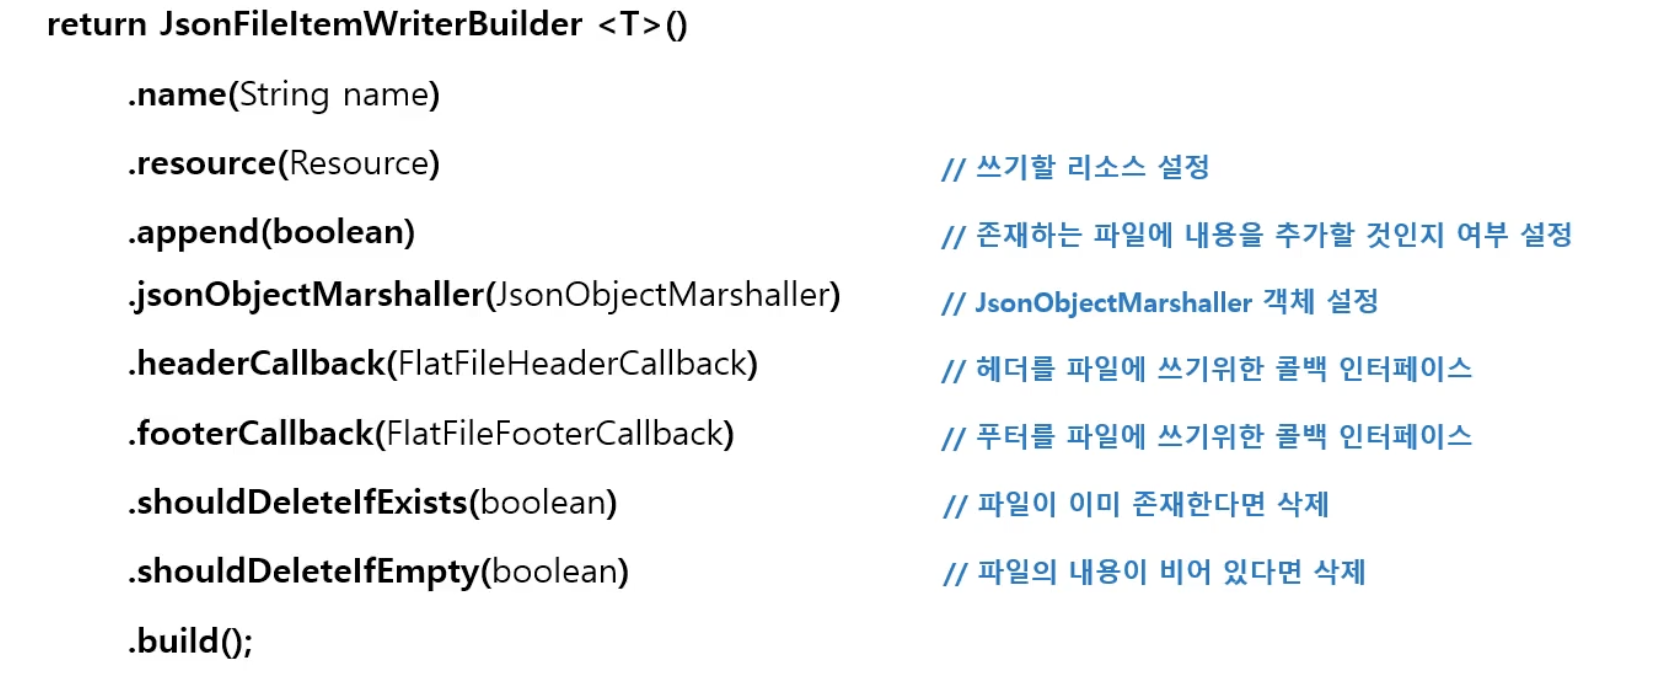 return JsonFileItemWriterBuilder <T>()
.name(String name)
.resource(Resource) // 쓰기할 리소스 설정
.append(boolean) // 존재하는 파일에 내용을 추가할 것인지 여부 설정
.jsonObjectMarshaller(JsonObjectMarshaller) // JsonObjectMarshaller 객체 설정
.headerCallback(FlatFileHeaderCallback) // 헤더를 파일에 쓰기위한 콜백 인터페이스
.footerCallback(FlatFileFooterCallback) // 푸터를 파일에 쓰기위한 콜백 인터페이스
.shouldDeleteIfExists(boolean) // 파일이 이미 존재한다면 삭제
.shouldDeleteIfEmpty(boolean) // 파일의 내용이 비어 있다면 삭제
.build();